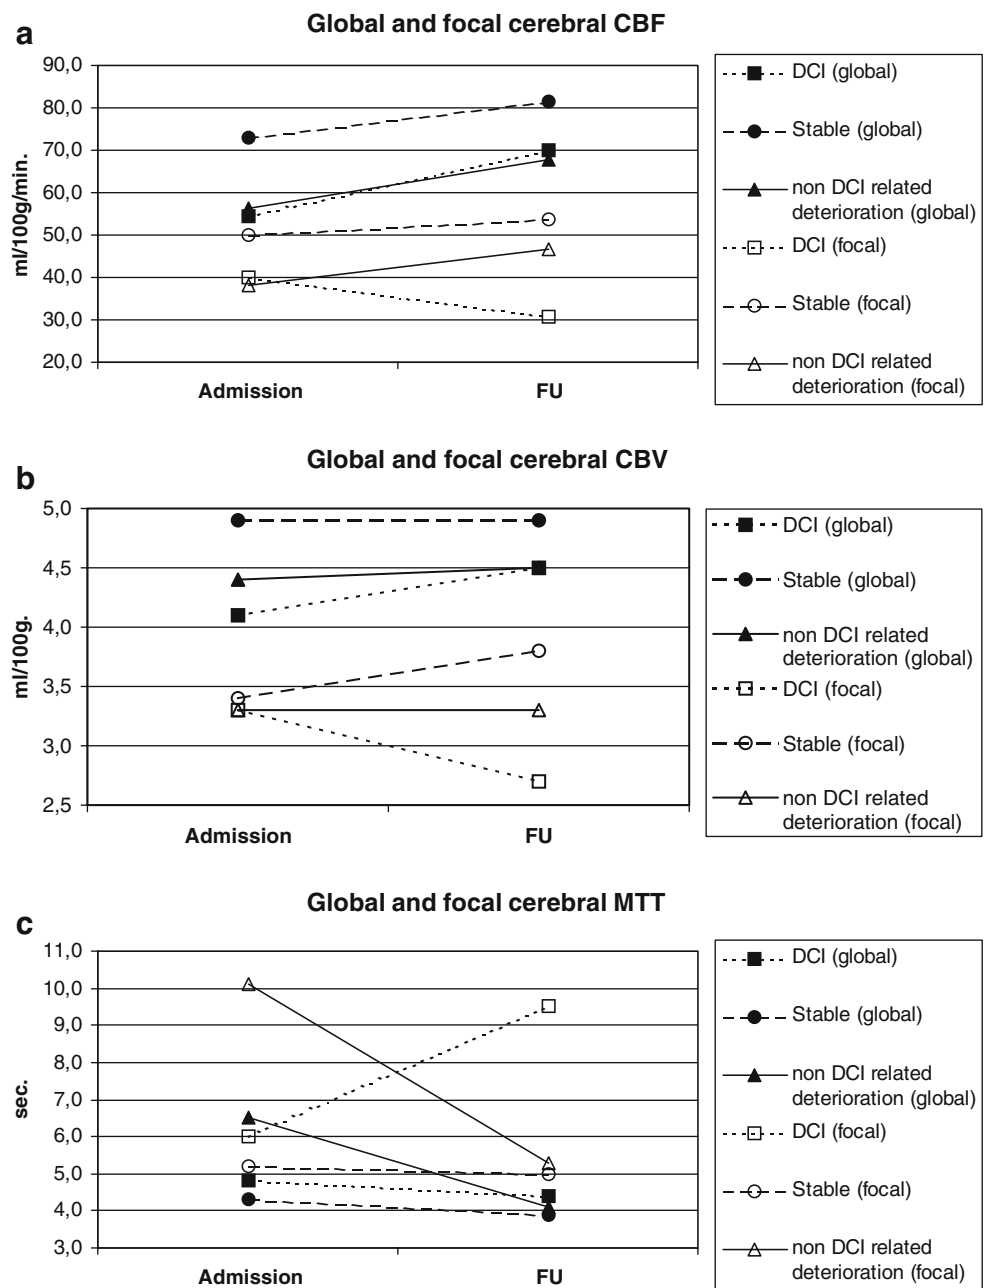 a
Global and focal cerebral CBF
90,0
80,0
70,0
60,0
50,0
40,0
30,0
20,0
ml/100g/min.
Admission
FU
DCI (global)
Stable (global)
non DCI related
deterioration (global)
DCI (focal)
Stable (focal)
non DCI related
deterioration (focal)
b
Global and focal cerebral CBV
5,0
4,5
4,0
3,5
3,0
2,5
ml/100g.
Admission
FU
DCI (global)
Stable (global)
non DCI related
deterioration (global)
DCI (focal)
Stable (focal)
non DCI related
deterioration (focal)
c
Global and focal cerebral MTT
11,0
10,0
9,0
8,0
7,0
6,0
5,0
4,0
3,0
sec.
Admission
FU
DCI (global)
Stable (global)
non DCI related
deterioration (global)
DCI (focal)
Stable (focal)
non DCI related
deterioration (focal)